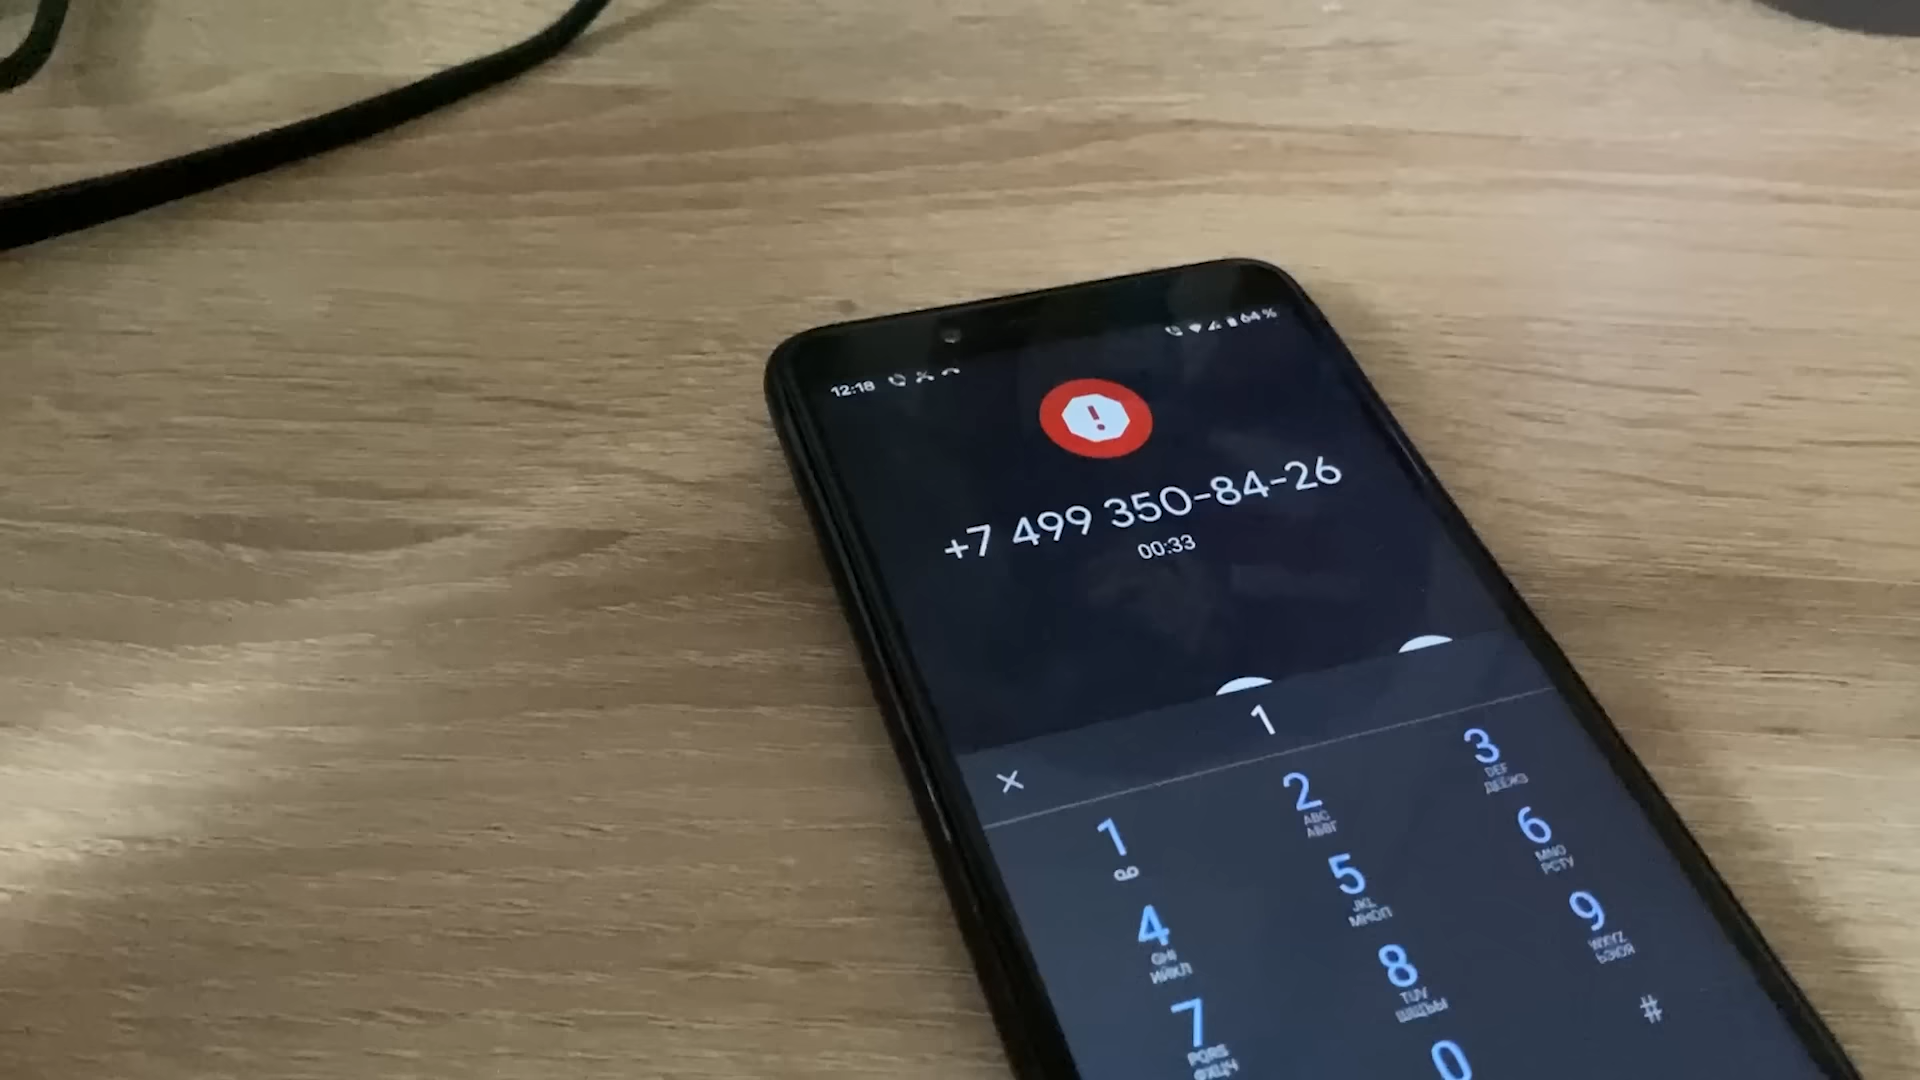 12:18
64 %
+7 499 350-84-26
00:33
1
1
2
ABC
АБВГ
3
DEF
ДЕЁЖЗ
4
GHI
ИЙКЛ
5
JKL
МНОП
6
MNO
РСТУ
7
PQRS
ФХЦЧ
8
TUV
ШЩЪЫ
9
WXYZ
ЬЭЮЯ
0
#